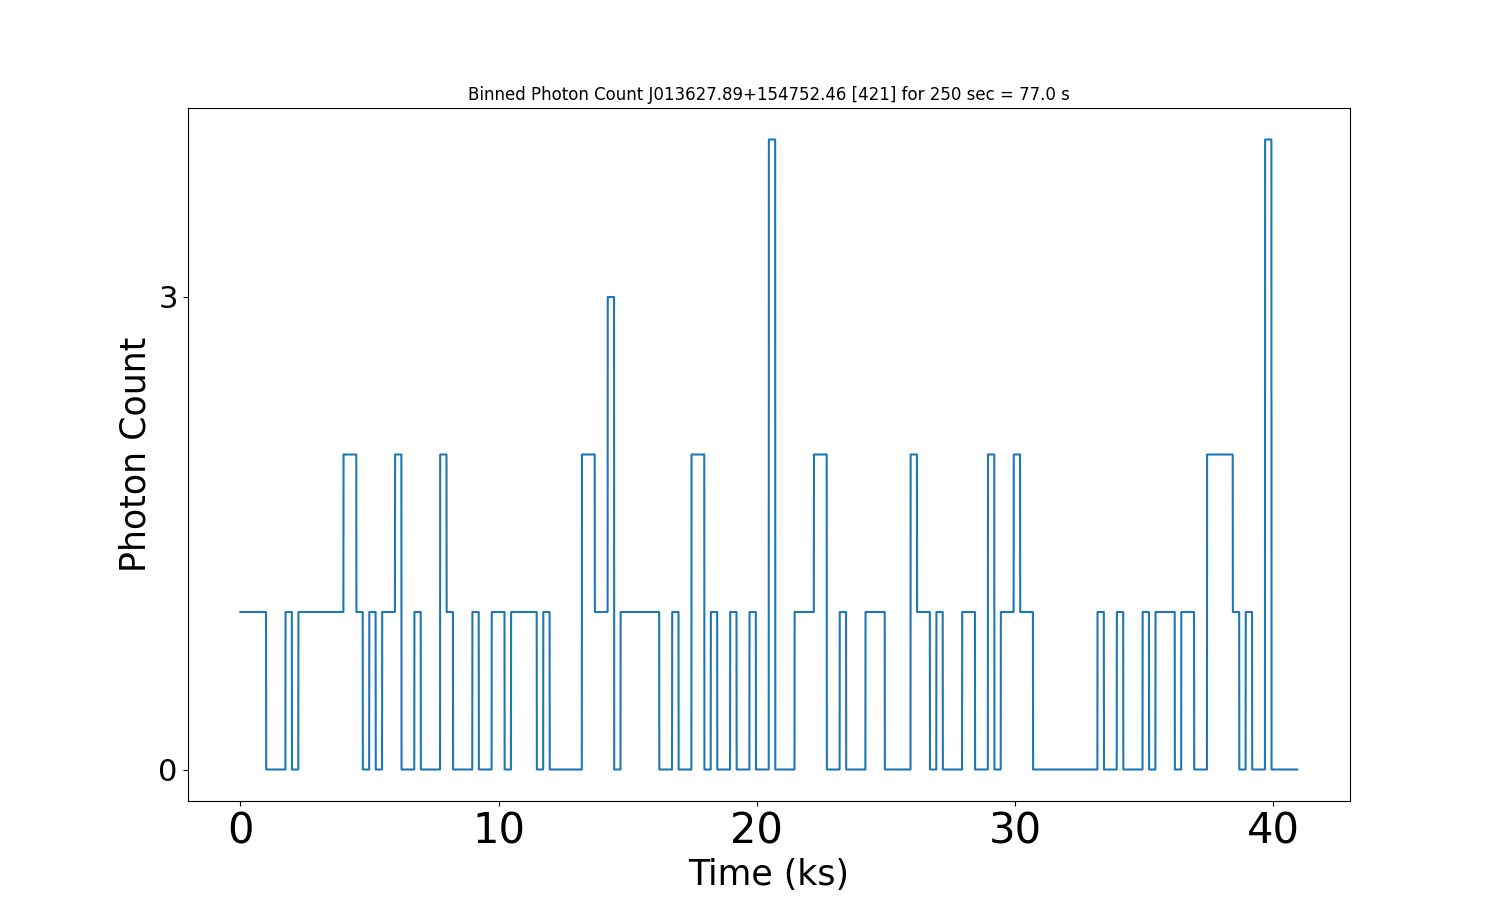 Binned Photon Count J013627.89+154752.46 [421] for 250 sec = 77.0 s
Photon Count
3
0
0 10 20 30 40
Time (ks)